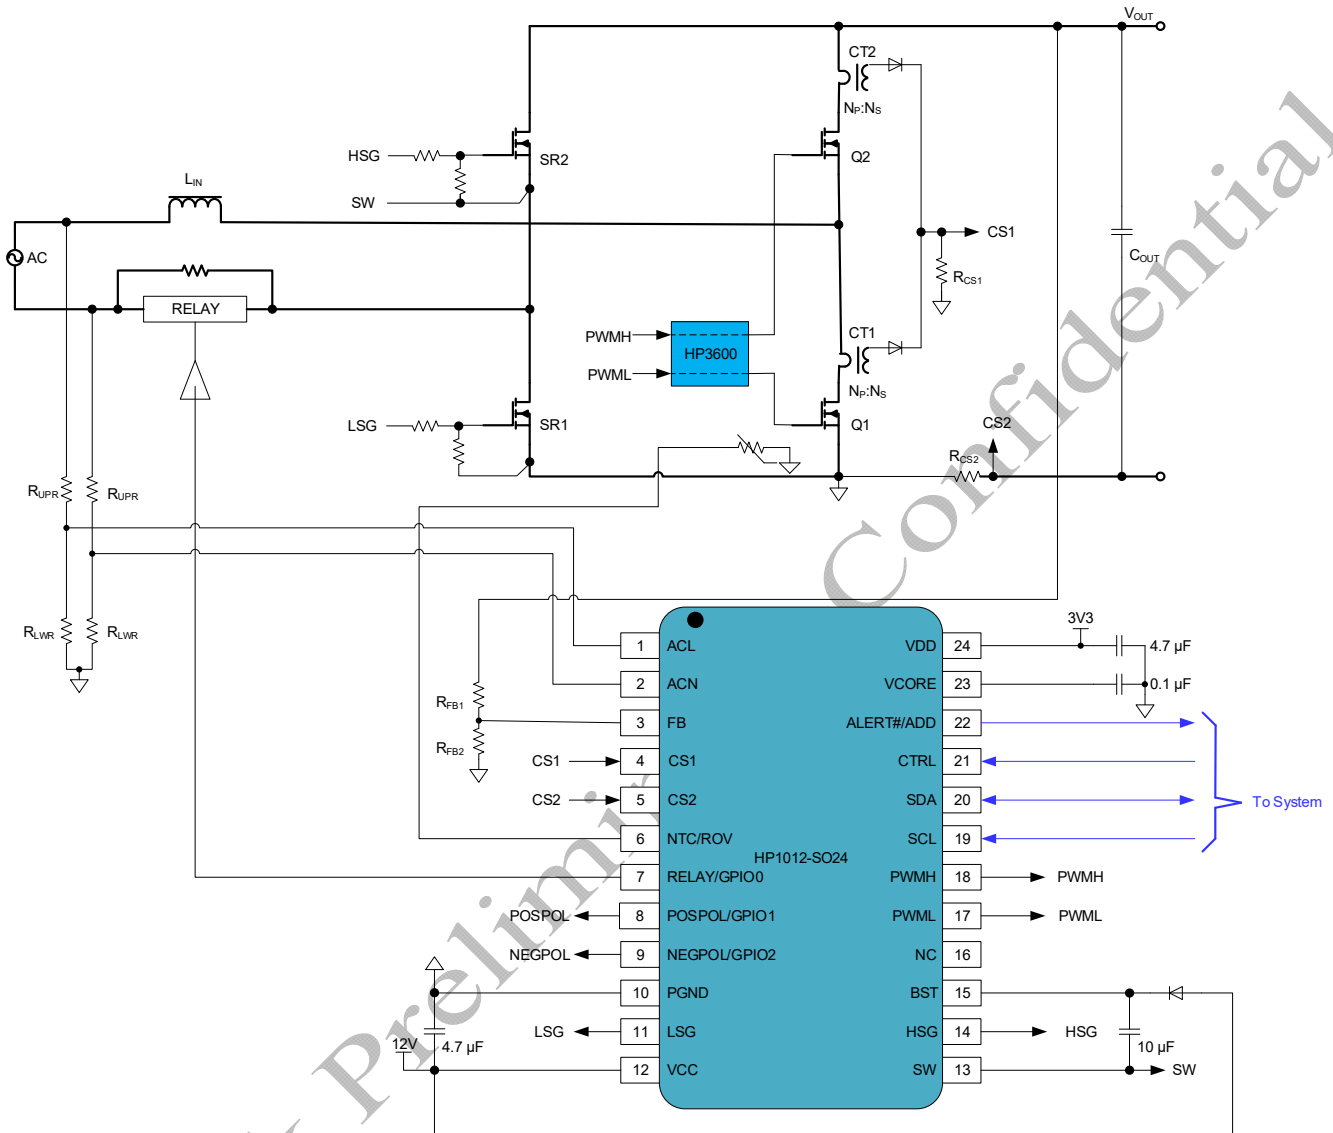 VOUT
CT2
NP:NS
HSG
SR2
Q2
LIN
SW
CS1
AC
COUT
RCS1
RELAY
PWMH
CT1
HP3600
PWML
NP:NS
LSG
SR1
Q1
CS2
RCS2
RUPR
RUPR
RLWR
RLWR
3V3
1 ACL
VDD 24
4.7 µF
2 ACN
VCORE 23
0.1 µF
RFB1
3 FB
ALERT#/ADD 22
RFB2
CS1
4 CS1
CTRL 21
CS2
5 CS2
SDA 20
To System
6 NTC/ROV
SCL 19
HP1012-SO24
7 RELAY/GPIO0
PWMH 18
PWMH
POSPOL
8 POSPOL/GPIO1
PWML 17
PWML
NEGPOL
9 NEGPOL/GPIO2
NC 16
10 PGND
BST 15
LSG
11 LSG
HSG 14
HSG
12V
4.7 µF
10 µF
12 VCC
SW 13
SW
Confidential